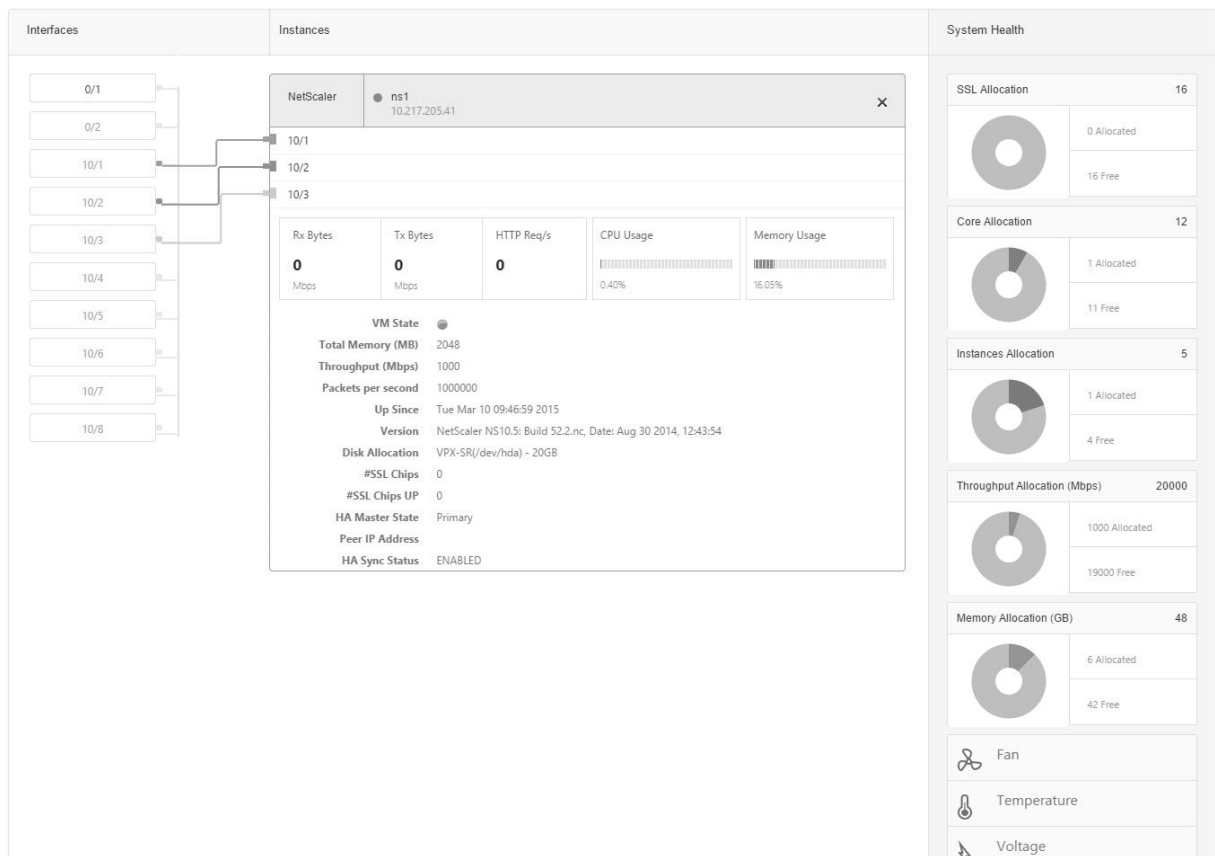 Interfaces
Instances
System Health
0/1
0/2
10/1
10/2
10/3
10/4
10/5
10/6
10/7
10/8
NetScaler
ns1
10.217.205.41
10/1
10/2
10/3
Rx Bytes
0
Mbps
Tx Bytes
0
Mbps
HTTP Req/s
0
CPU Usage
0.40%
Memory Usage
16.05%
VM State
Total Memory (MB) 2048
Throughput (Mbps) 1000
Packets per second 1000000
Up Since Tue Mar 10 09:46:59 2015
Version NetScaler NS10.5: Build 52.2.nc, Date: Aug 30 2014, 12:43:54
Disk Allocation VPX-SR(/dev/hda) - 20GB
#SSL Chips 0
#SSL Chips UP 0
HA Master State Primary
Peer IP Address
HA Sync Status ENABLED
SSL Allocation 16
0 Allocated
16 Free
Core Allocation 12
1 Allocated
11 Free
Instances Allocation 5
1 Allocated
4 Free
Throughput Allocation (Mbps) 20000
1000 Allocated
19000 Free
Memory Allocation (GB) 48
6 Allocated
42 Free
Fan
Temperature
Voltage